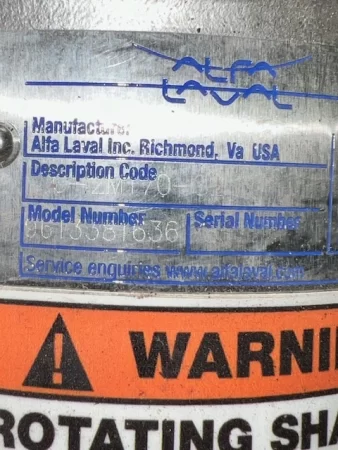 ALFA
LAVAL
Manufacturer
Alfa Laval Inc. Richmond, Va USA
Description Code
Model Number
Serial Number
Service enquiries www.alfalaval.com
WARNI
ROTATING SHA